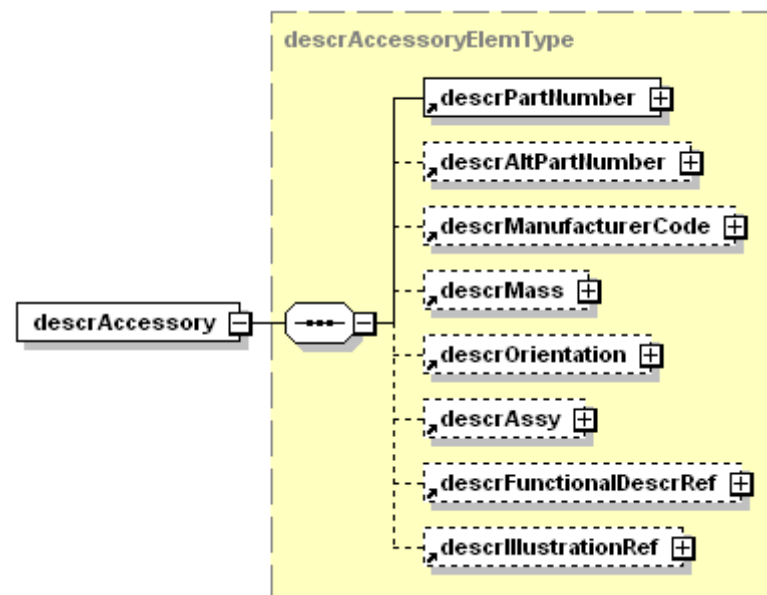 descrAccessoryElemType
descrPartNumber
descrAltPartNumber
descrManufacturerCode
descrMass
descrAccessory
descrOrientation
descrAssy
descrFunctionalDescrRef
descrIllustrationRef